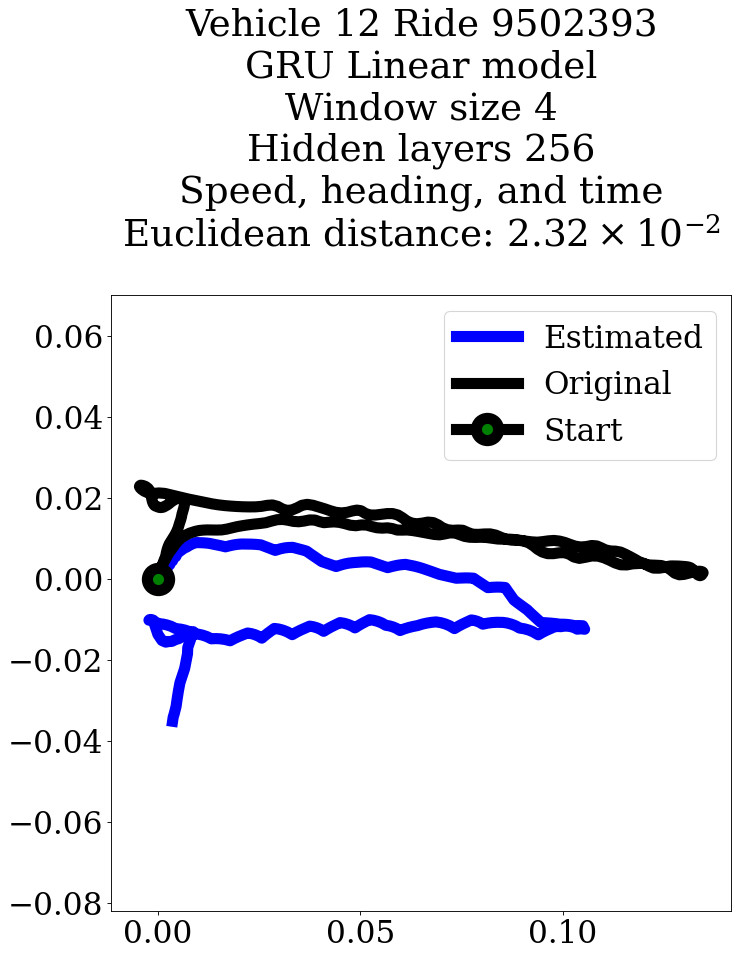 Vehicle 12 Ride 9502393
GRU Linear model
Window size 4
Hidden layers 256
Speed, heading, and time
Euclidean distance: 2.32 × 10⁻²
Estimated
Original
Start
0.06
0.04
0.02
0.00
−0.02
−0.04
−0.06
−0.08
0.00 0.05 0.10